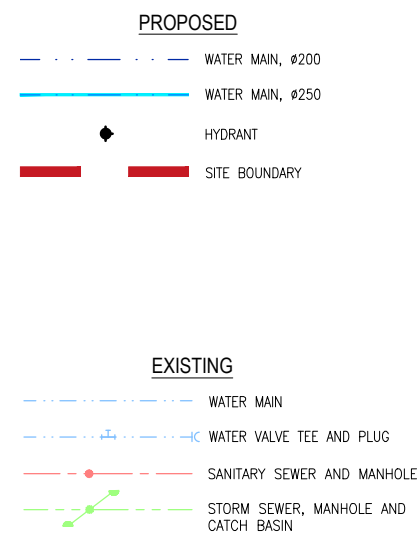 PROPOSED
WATER MAIN, ø200
WATER MAIN, ø250
HYDRANT
SITE BOUNDARY
EXISTING
WATER MAIN
WATER VALVE TEE AND PLUG
SANITARY SEWER AND MANHOLE
STORM SEWER, MANHOLE AND
CATCH BASIN